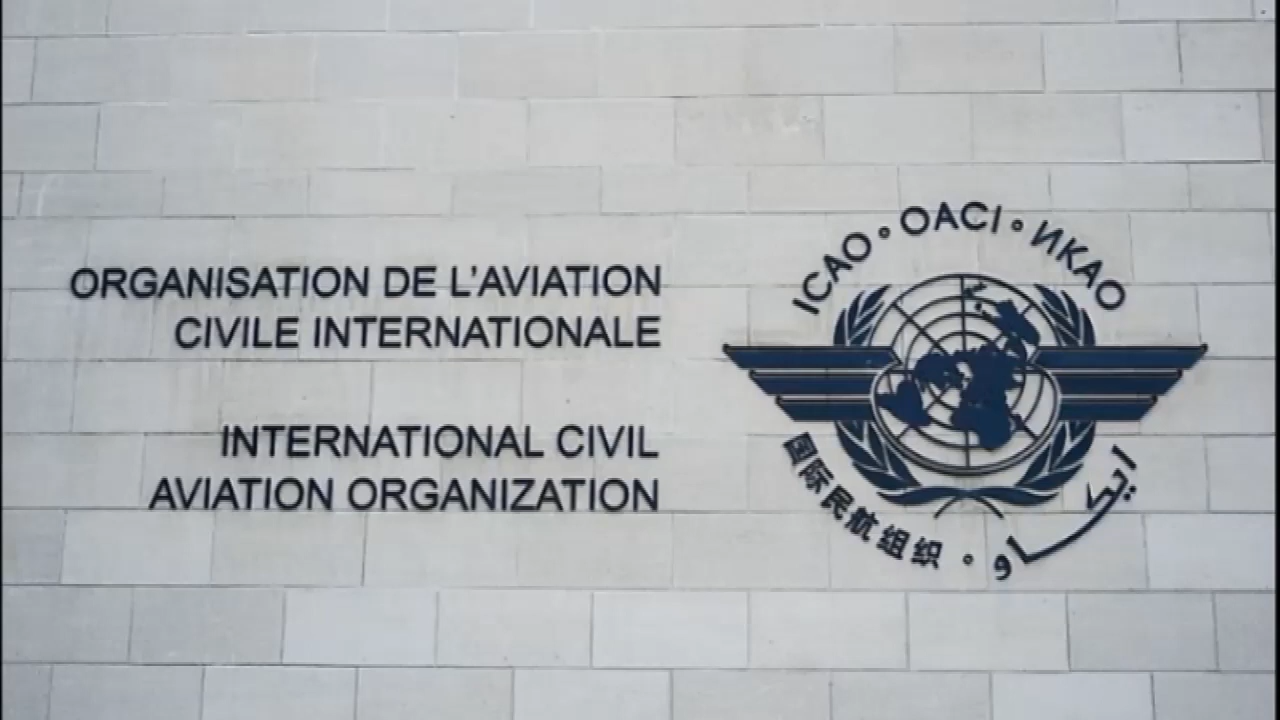 ORGANISATION DE L'AVIATION
CIVILE INTERNATIONALE
INTERNATIONAL CIVIL
AVIATION ORGANIZATION
ICAO • OACI • ИКАО
国际民航组织 • ايكاو